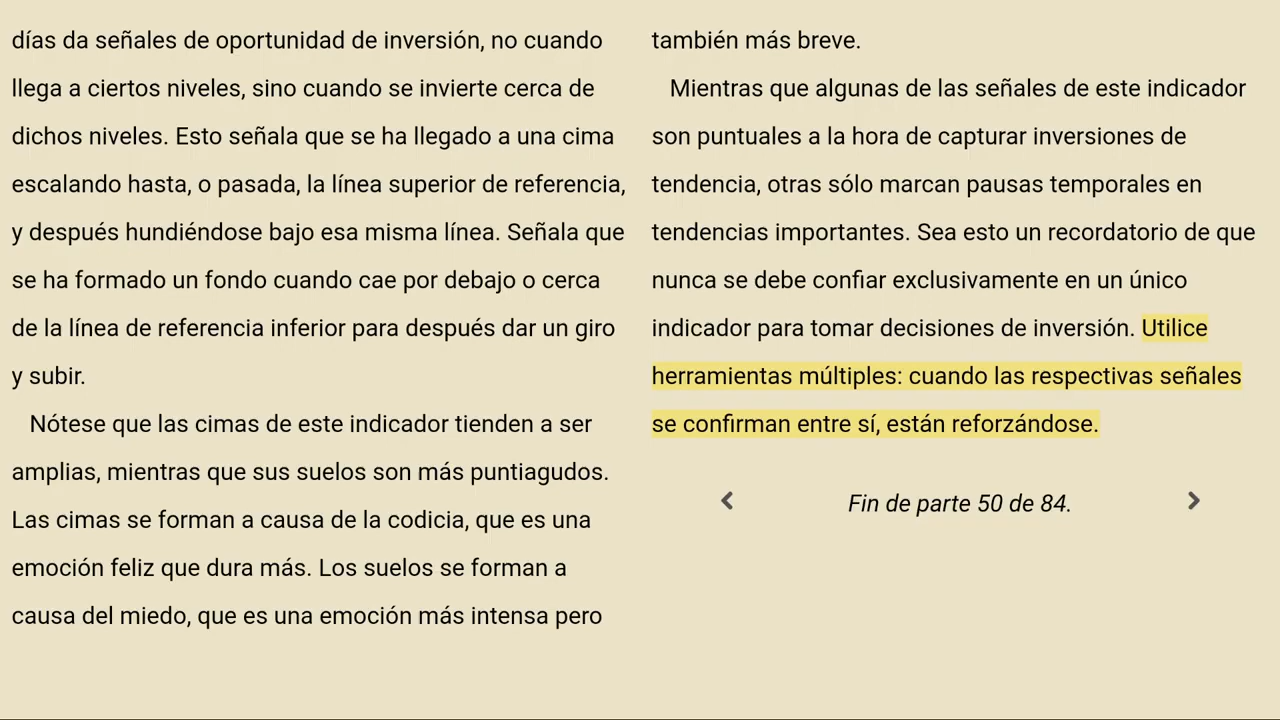 días da señales de oportunidad de inversión, no cuando
llega a ciertos niveles, sino cuando se invierte cerca de
dichos niveles. Esto señala que se ha llegado a una cima
escalando hasta, o pasada, la línea superior de referencia,
y después hundiéndose bajo esa misma línea. Señala que
se ha formado un fondo cuando cae por debajo o cerca
de la línea de referencia inferior para después dar un giro
y subir.
Nótese que las cimas de este indicador tienden a ser
amplias, mientras que sus suelos son más puntiagudos.
Las cimas se forman a causa de la codicia, que es una
emoción feliz que dura más. Los suelos se forman a
causa del miedo, que es una emoción más intensa pero
también más breve.
Mientras que algunas de las señales de este indicador
son puntuales a la hora de capturar inversiones de
tendencia, otras sólo marcan pausas temporales en
tendencias importantes. Sea esto un recordatorio de que
nunca se debe confiar exclusivamente en un único
indicador para tomar decisiones de inversión. Utilice
herramientas múltiples: cuando las respectivas señales
se confirman entre sí, están reforzándose.
Fin de parte 50 de 84.